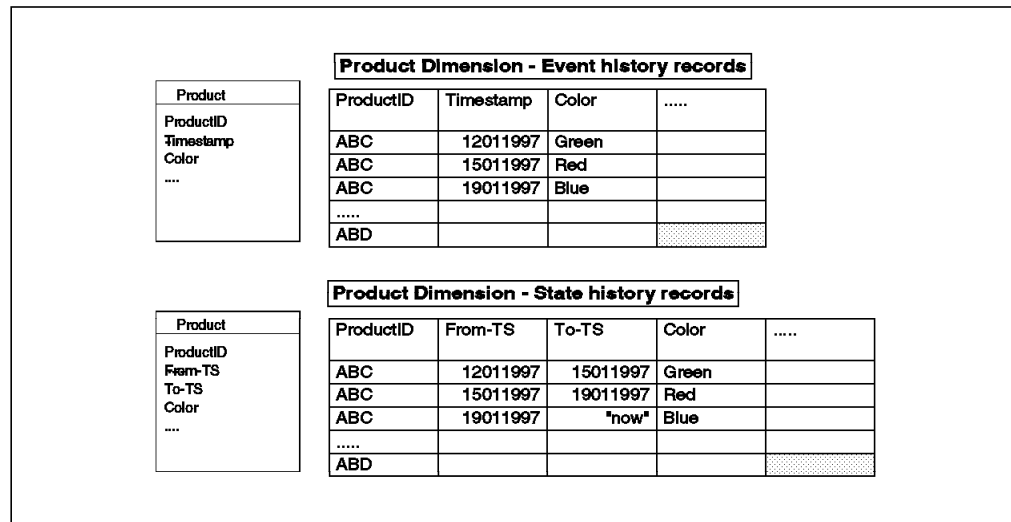 Product Dimension - Event history records
Product
ProductID
Timestamp
Color
....
ProductID Timestamp Color .....
ABC 12011997 Green
ABC 15011997 Red
ABC 19011997 Blue
.....
ABD
Product Dimension - State history records
Product
ProductID
From-TS
To-TS
Color
....
ProductID From-TS To-TS Color .....
ABC 12011997 15011997 Green
ABC 15011997 19011997 Red
ABC 19011997 "now" Blue
.....
ABD